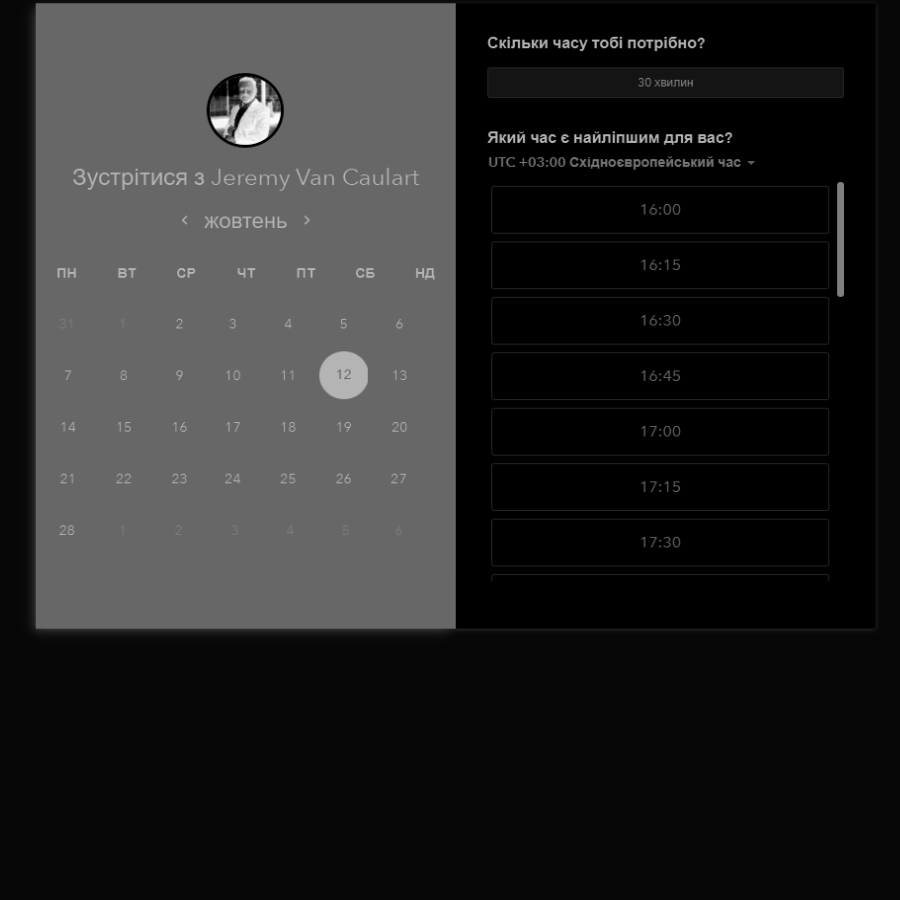 Зустрітися з Jeremy Van Caulart
жовтень
ПН ВТ СР ЧТ ПТ СБ НД
31 1 2 3 4 5 6
7 8 9 10 11 12 13
14 15 16 17 18 19 20
21 22 23 24 25 26 27
28 1 2 3 4 5 6
Скільки часу тобі потрібно?
30 хвилин
Який час є найліпшим для вас?
UTC +03:00 Східноєвропейський час
16:00
16:15
16:30
16:45
17:00
17:15
17:30